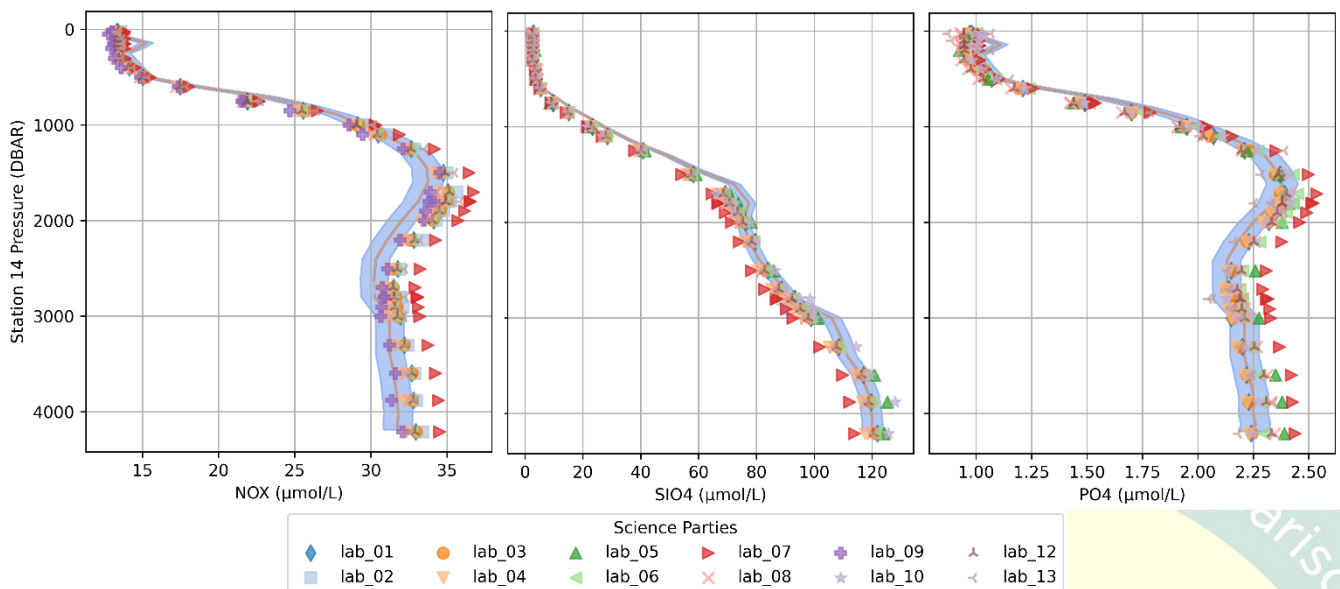 0
1000
2000
3000
4000
Station 14 Pressure (DBAR)
15 20 25 30 35
NOX (µmol/L)
0 20 40 60 80 100 120
SIO4 (µmol/L)
1.00 1.25 1.50 1.75 2.00 2.25 2.50
PO4 (µmol/L)
Science Parties
lab_01 lab_03 lab_05 lab_07 lab_09 lab_12
lab_02 lab_04 lab_06 lab_08 lab_10 lab_13